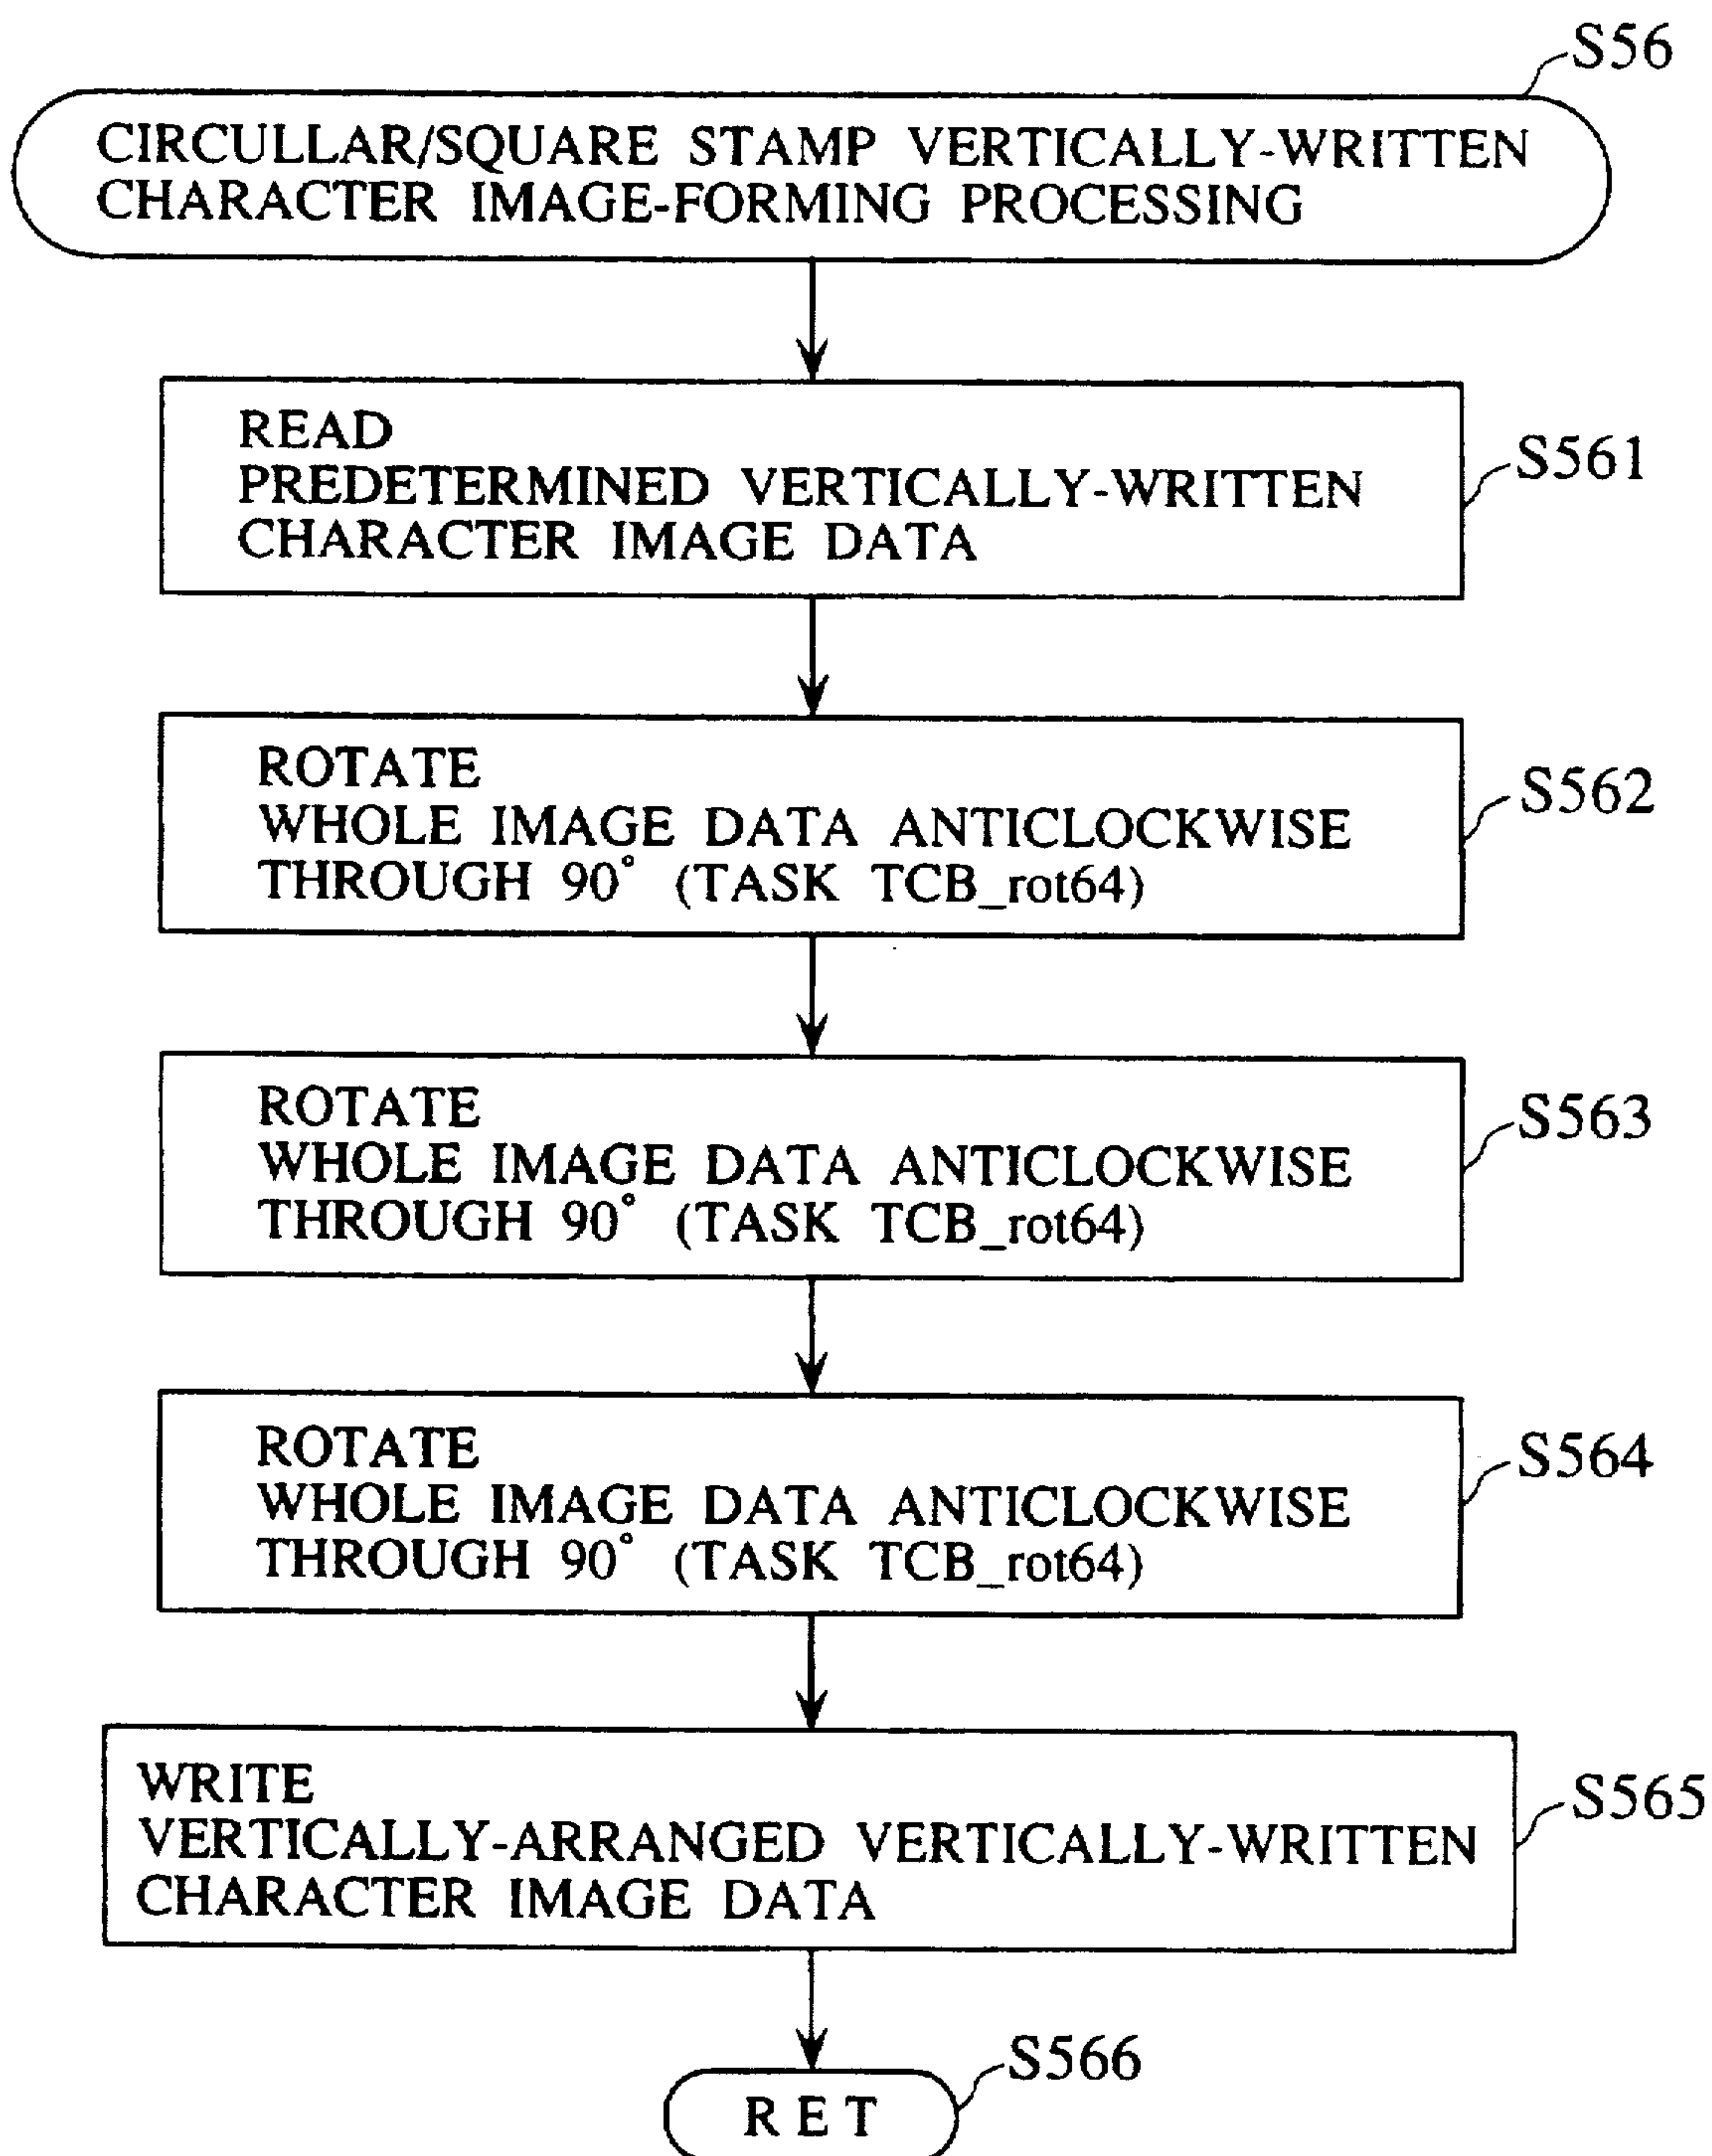 S56
CIRCULLAR/SQUARE STAMP VERTICALLY-WRITTEN
CHARACTER IMAGE-FORMING PROCESSING
READ
PREDETERMINED VERTICALLY-WRITTEN
CHARACTER IMAGE DATA
S561
ROTATE
WHOLE IMAGE DATA ANTICLOCKWISE
THROUGH 90° (TASK TCB_rot64)
S562
ROTATE
WHOLE IMAGE DATA ANTICLOCKWISE
THROUGH 90° (TASK TCB_rot64)
S563
ROTATE
WHOLE IMAGE DATA ANTICLOCKWISE
THROUGH 90° (TASK TCB_rot64)
S564
WRITE
VERTICALLY-ARRANGED VERTICALLY-WRITTEN
CHARACTER IMAGE DATA
S565
S566
RET